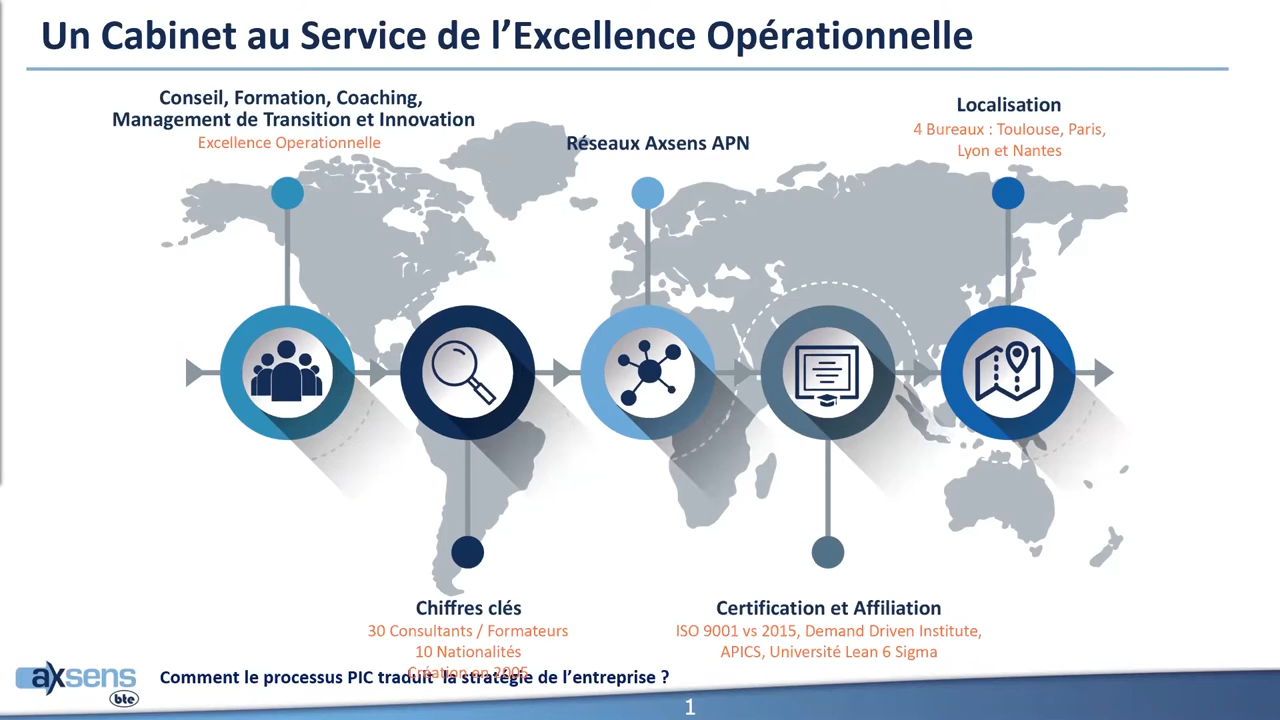 Un Cabinet au Service de l’Excellence Opérationnelle
Conseil, Formation, Coaching,
Management de Transition et Innovation
Excellence Operationnelle
Réseaux Axsens APN
Localisation
4 Bureaux : Toulouse, Paris,
Lyon et Nantes
Chiffres clés
30 Consultants / Formateurs
10 Nationalités
Création en 2005
Certification et Affiliation
ISO 9001 vs 2015, Demand Driven Institute,
APICS, Université Lean 6 Sigma
axsens
bte
Comment le processus PIC traduit la stratégie de l’entreprise ?
1